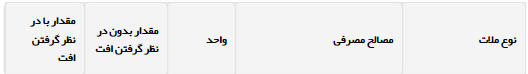 نوع ملات
مصالح مصرفی
واحد
مقدار بدون در
نظر گرفتن افت
مقدار با در
نظر گرفتن
افت